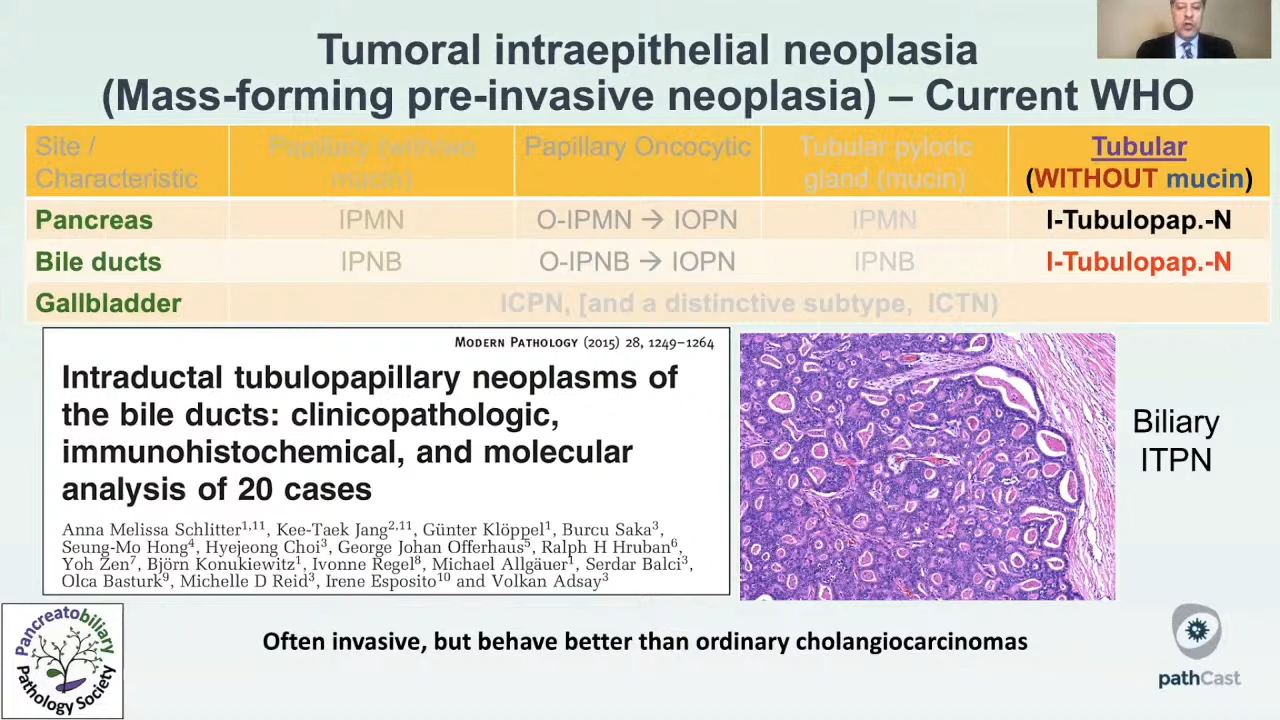 Tumoral intraepithelial neoplasia
(Mass-forming pre-invasive neoplasia) – Current WHO
Site / Characteristic
Papillary (with/wo mucin)
Papillary Oncocytic
Tubular pyloric gland (mucin)
Tubular (WITHOUT mucin)
Pancreas IPMN O-IPMN → IOPN IPMN I-Tubulopap.-N
Bile ducts IPNB O-IPNB → IOPN IPNB I-Tubulopap.-N
Gallbladder ICPN, [and a distinctive subtype, ICTN)
MODERN PATHOLOGY (2015) 28, 1249–1264
Intraductal tubulopapillary neoplasms of
the bile ducts: clinicopathologic,
immunohistochemical, and molecular
analysis of 20 cases
Anna Melissa Schlitter1,11, Kee-Taek Jang2,11, Günter Klöppel1, Burcu Saka3,
Seung-Mo Hong4, Hyejeong Choi3, George Johan Offerhaus5, Ralph H Hruban6,
Yoh Zen7, Björn Konukiewitz1, Ivonne Regel8, Michael Allgäuer1, Serdar Balci3,
Olca Basturk9, Michelle D Reid3, Irene Esposito10 and Volkan Adsay3
Biliary
ITPN
Often invasive, but behave better than ordinary cholangiocarcinomas
Pancreatobiliary
Pathology Society
pathCast